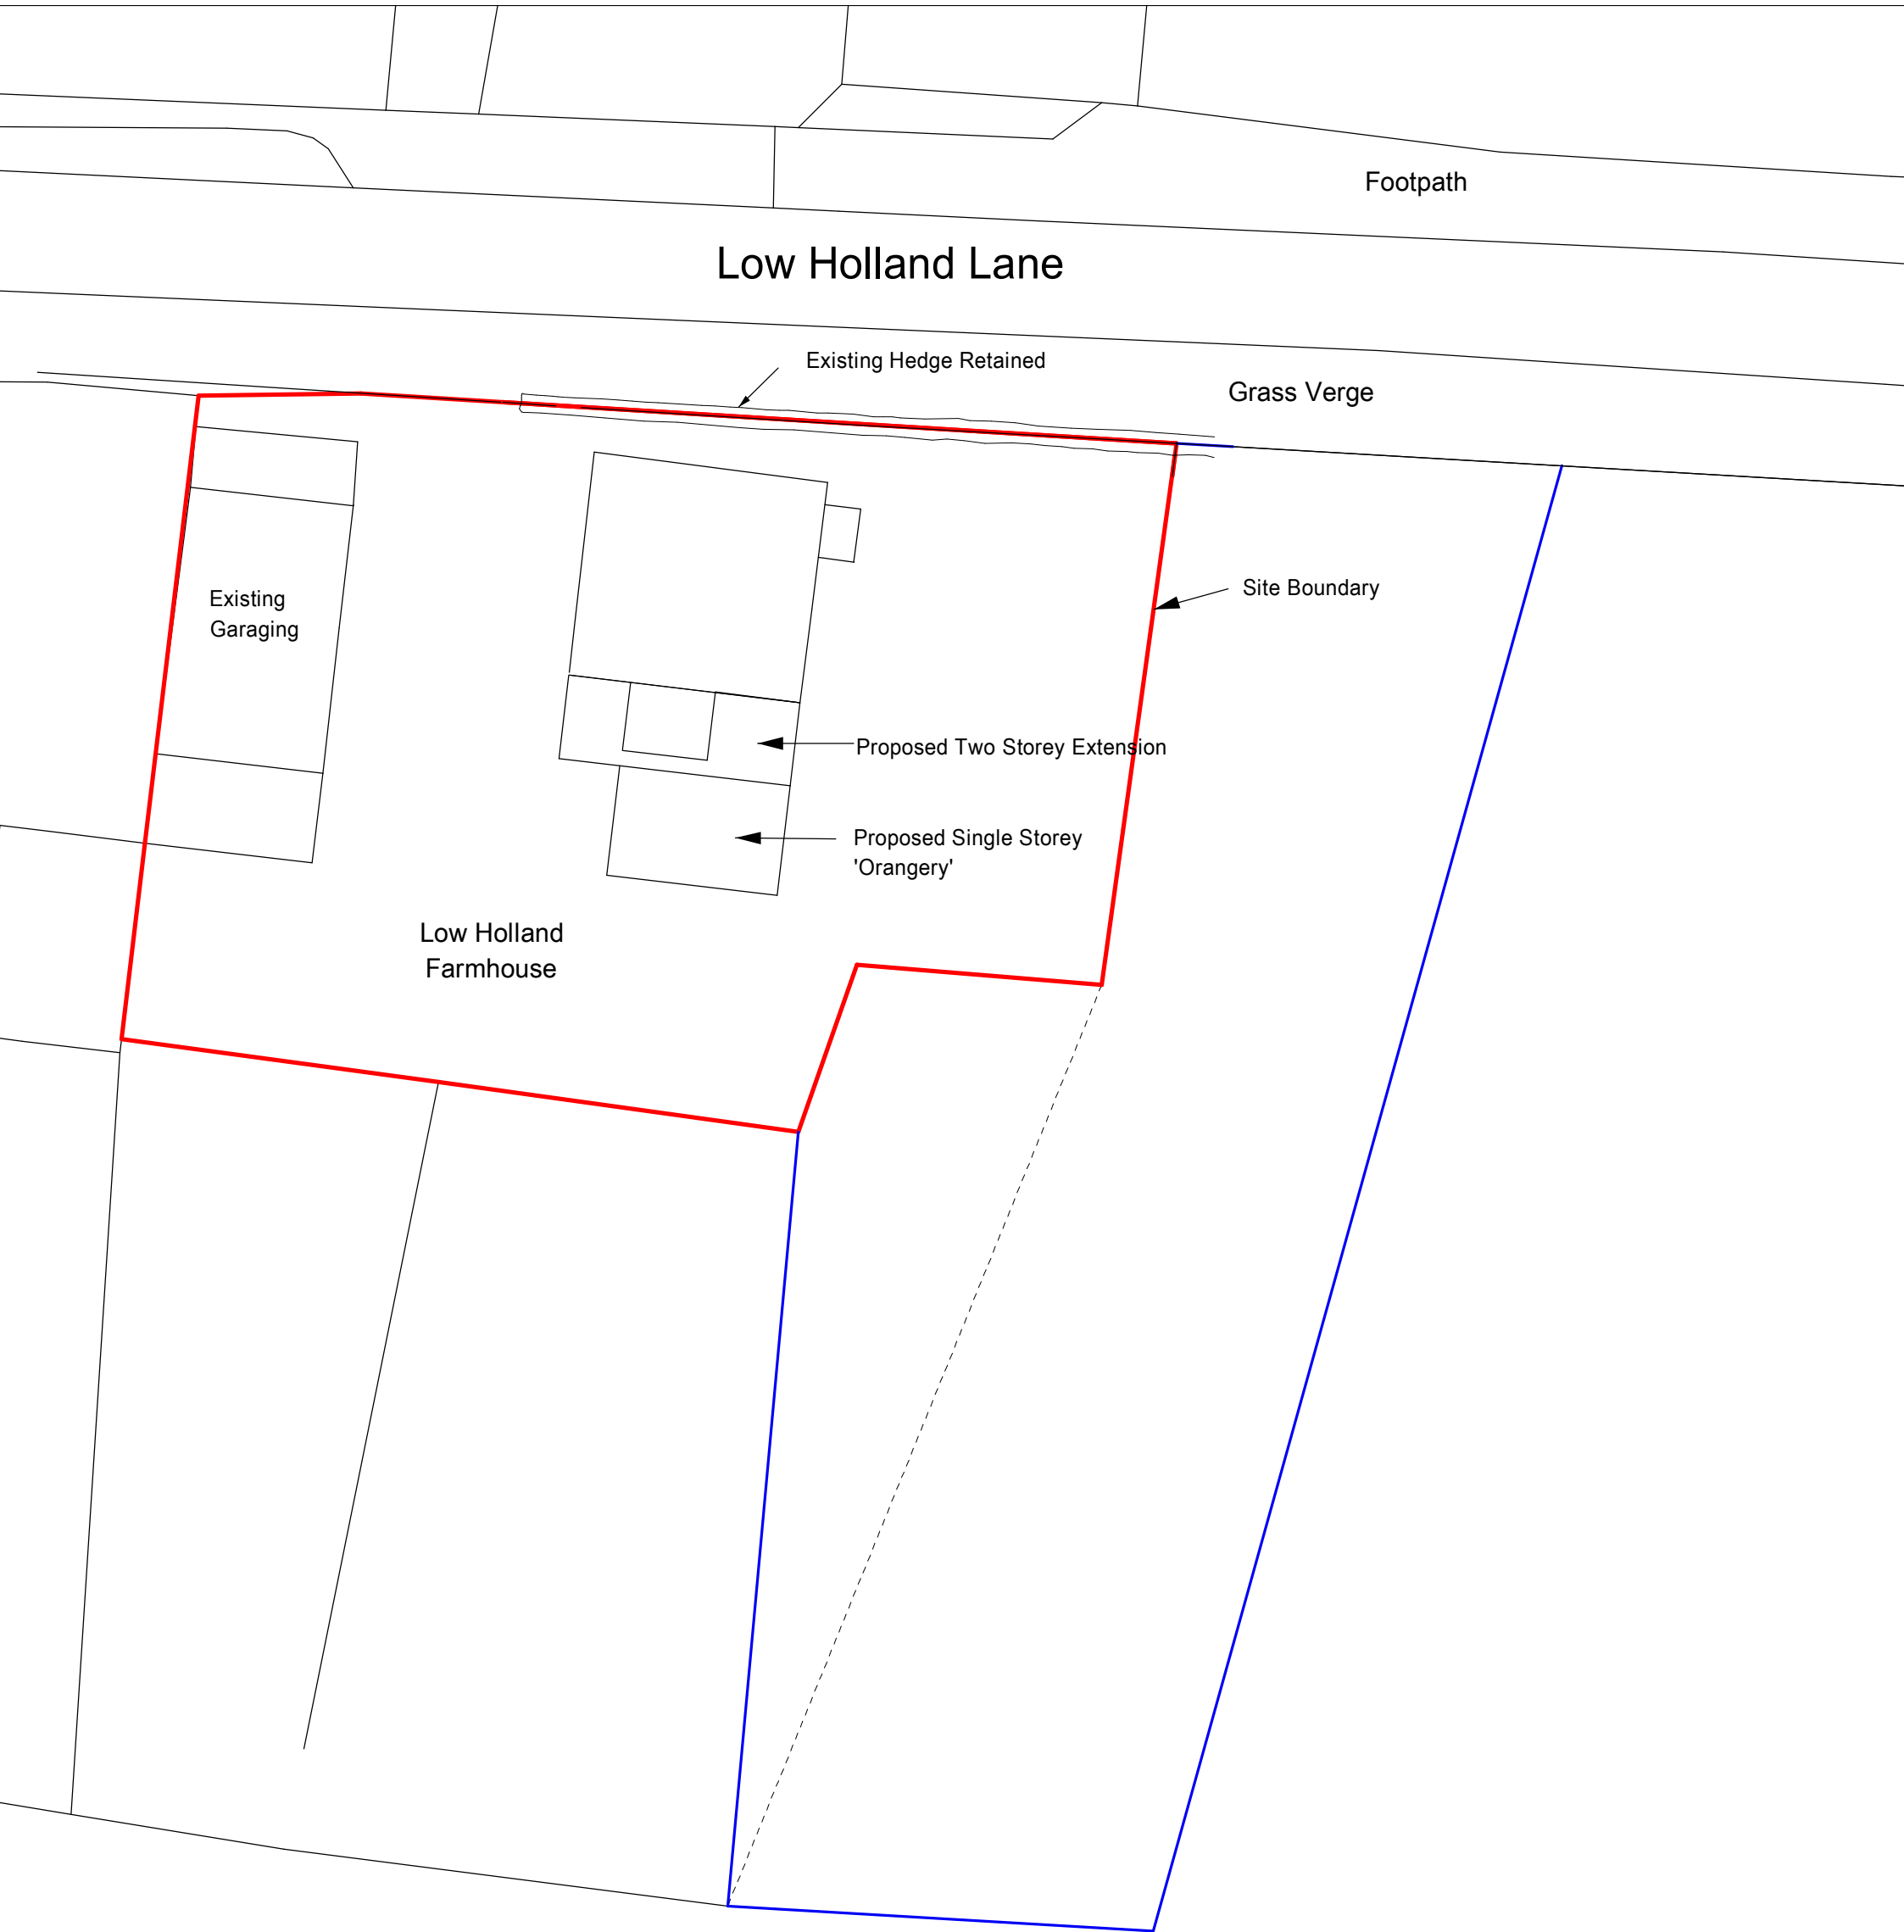 Footpath
Low Holland Lane
Existing Hedge Retained
Grass Verge
Site Boundary
Existing
Garaging
Proposed Two Storey Extension
Proposed Single Storey
'Orangery'
Low Holland
Farmhouse